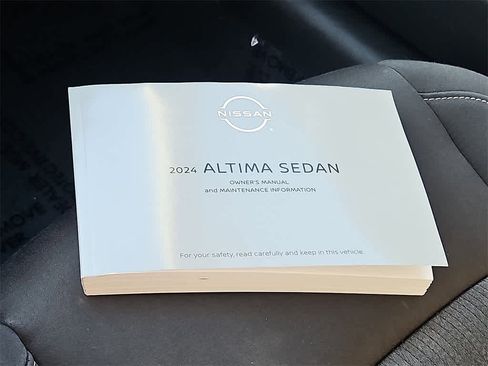 NISSAN
2024 ALTIMA SEDAN
OWNER'S MANUAL
and MAINTENANCE INFORMATION
For your safety, read carefully and keep in this vehicle.